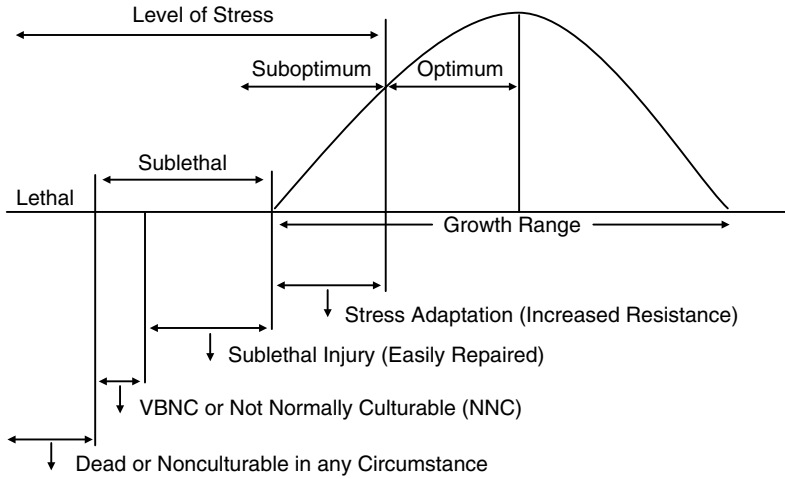 Level of Stress
Suboptimum
Optimum
Sublethal
Lethal
Growth Range
Stress Adaptation (Increased Resistance)
Sublethal Injury (Easily Repaired)
VBNC or Not Normally Culturable (NNC)
Dead or Nonculturable in any Circumstance